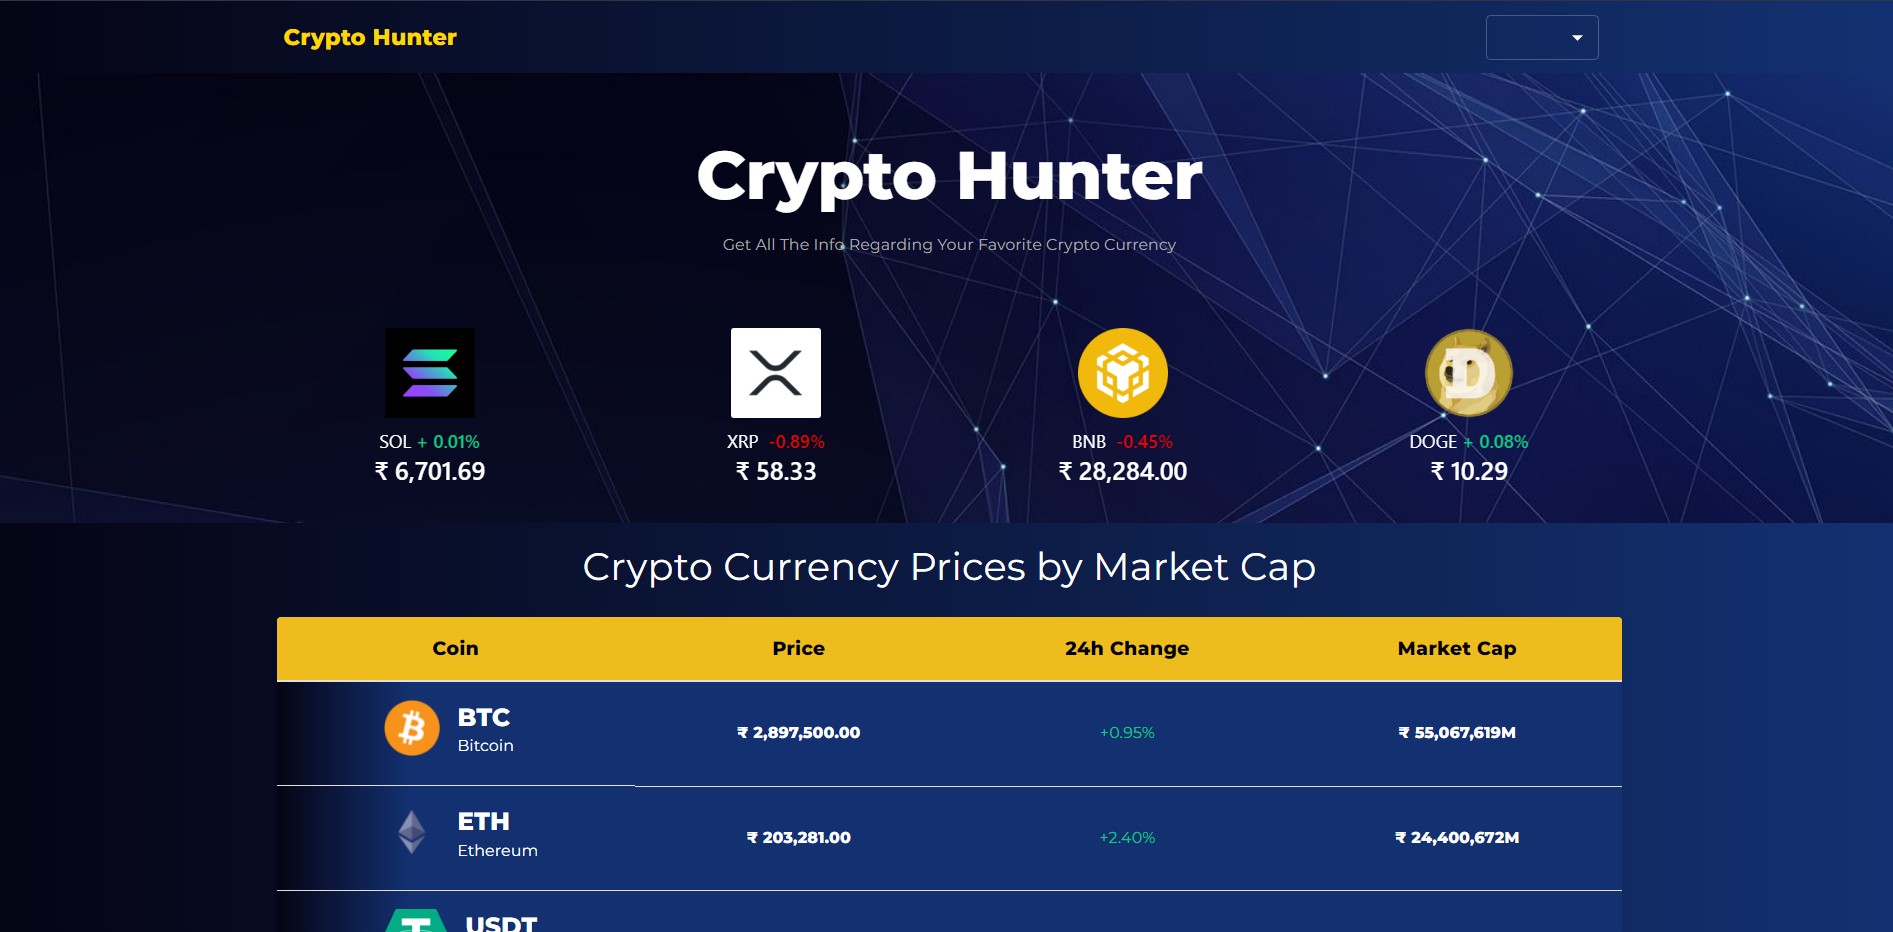 Crypto Hunter
Crypto Hunter
Get All The Info Regarding Your Favorite Crypto Currency
SOL + 0.01%
₹ 6,701.69
XRP -0.89%
₹ 58.33
BNB -0.45%
₹ 28,284.00
DOGE + 0.08%
₹ 10.29
Crypto Currency Prices by Market Cap
Coin Price 24h Change Market Cap
BTC
Bitcoin
₹ 2,897,500.00 +0.95% ₹ 55,067,619M
ETH
Ethereum
₹ 203,281.00 +2.40% ₹ 24,400,672M
USDT